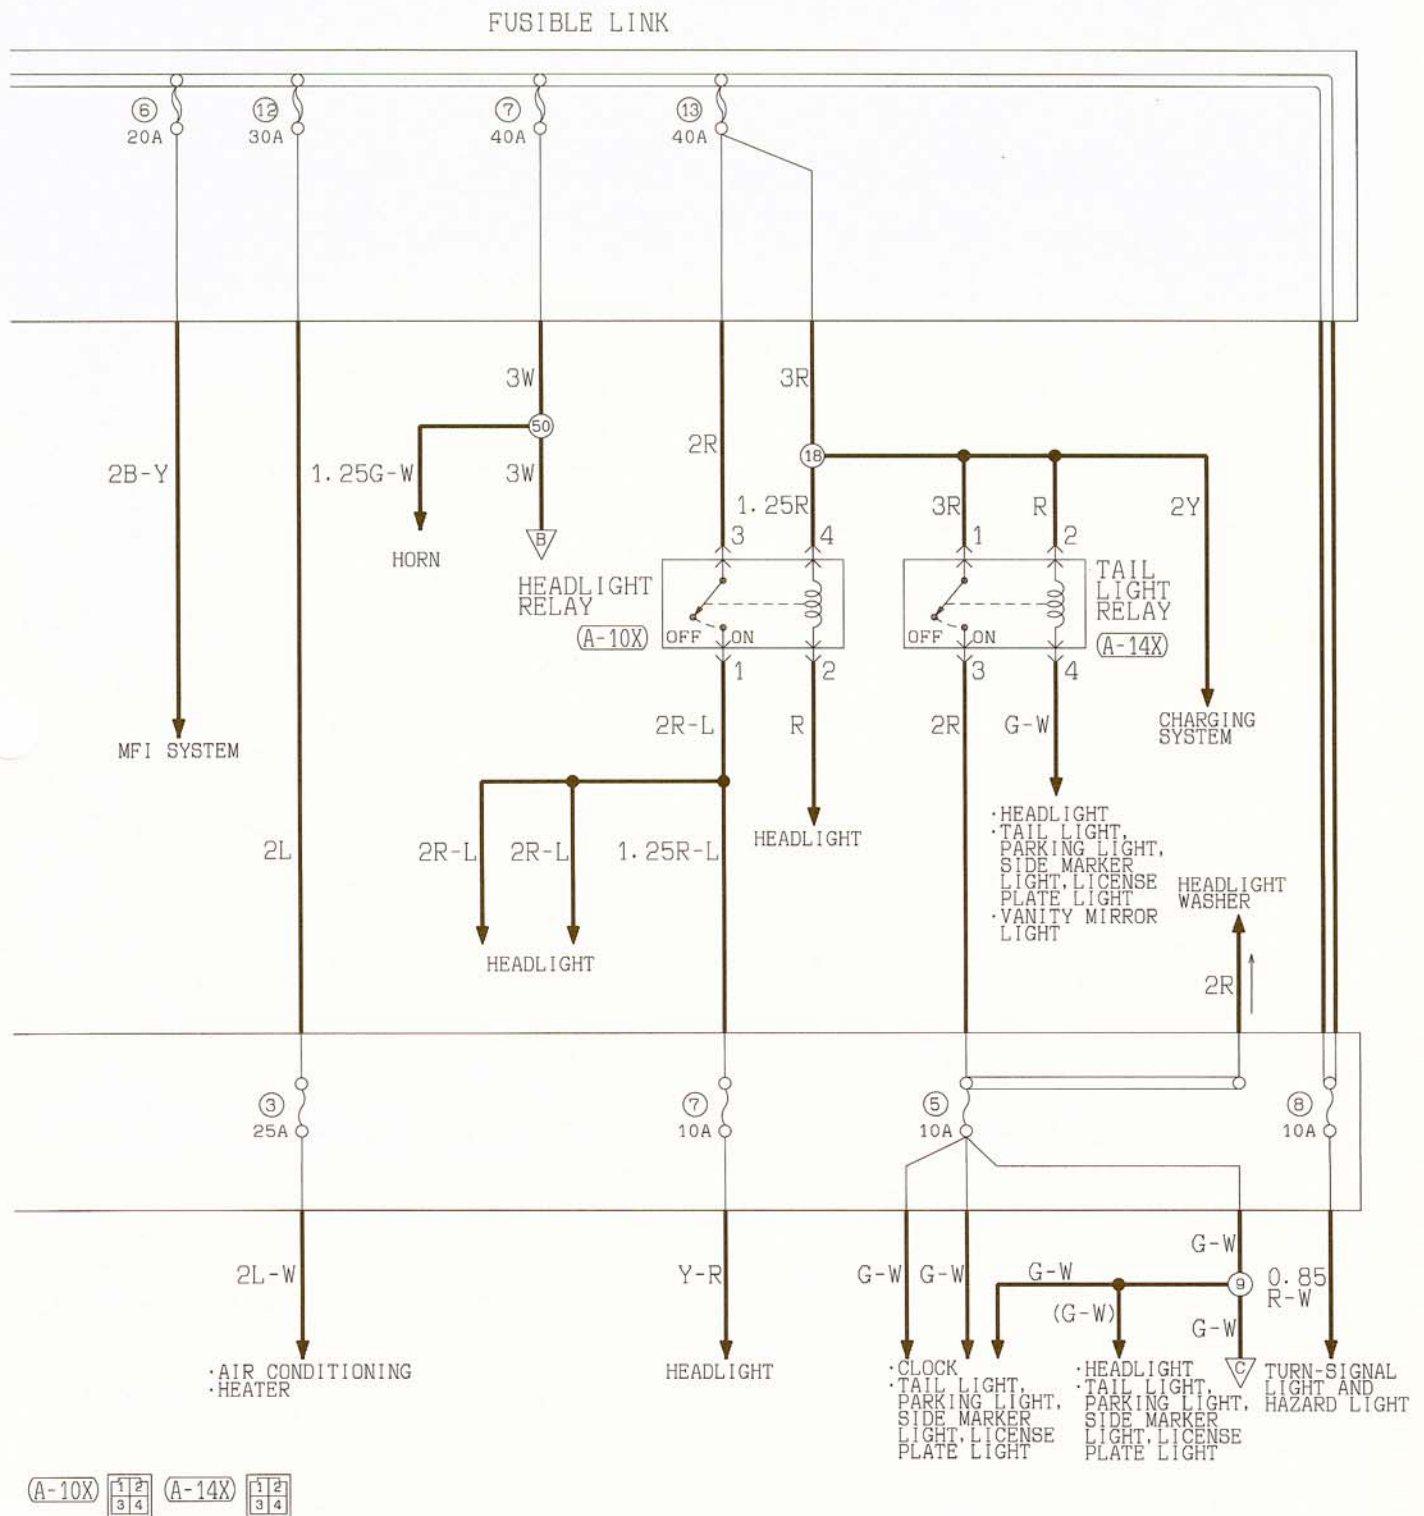 FUSIBLE LINK
6 12 7 13
20A 30A 40A 40A
3W 3R
50
2R 18
2B-Y 1.25G-W 3W
1.25R 3R R 2Y
3 4 1 2
B
HORN
HEADLIGHT
RELAY
(A-10X)
OFF ON
OFF ON
TAIL
LIGHT
RELAY
(A-14X)
1 2 3 4
2R-L R 2R G-W
CHARGING
SYSTEM
MFI SYSTEM
·HEADLIGHT
·TAIL LIGHT,
PARKING LIGHT,
SIDE MARKER
LIGHT, LICENSE
PLATE LIGHT
·VANITY MIRROR
LIGHT
HEADLIGHT
2L 2R-L 2R-L 1.25R-L
HEADLIGHT
WASHER
HEADLIGHT
2R
3 7 5 8
25A 10A 10A 10A
G-W
2L-W Y-R G-W G-W G-W 9 0.85
R-W
(G-W) G-W
·AIR CONDITIONING
·HEATER
HEADLIGHT
·CLOCK
·TAIL LIGHT,
PARKING LIGHT,
SIDE MARKER
LIGHT, LICENSE
PLATE LIGHT
·HEADLIGHT
·TAIL LIGHT,
PARKING LIGHT,
SIDE MARKER
LIGHT, LICENSE
PLATE LIGHT
C
TURN-SIGNAL
LIGHT AND
HAZARD LIGHT
(A-10X) 1 2 (A-14X) 1 2
3 4 3 4